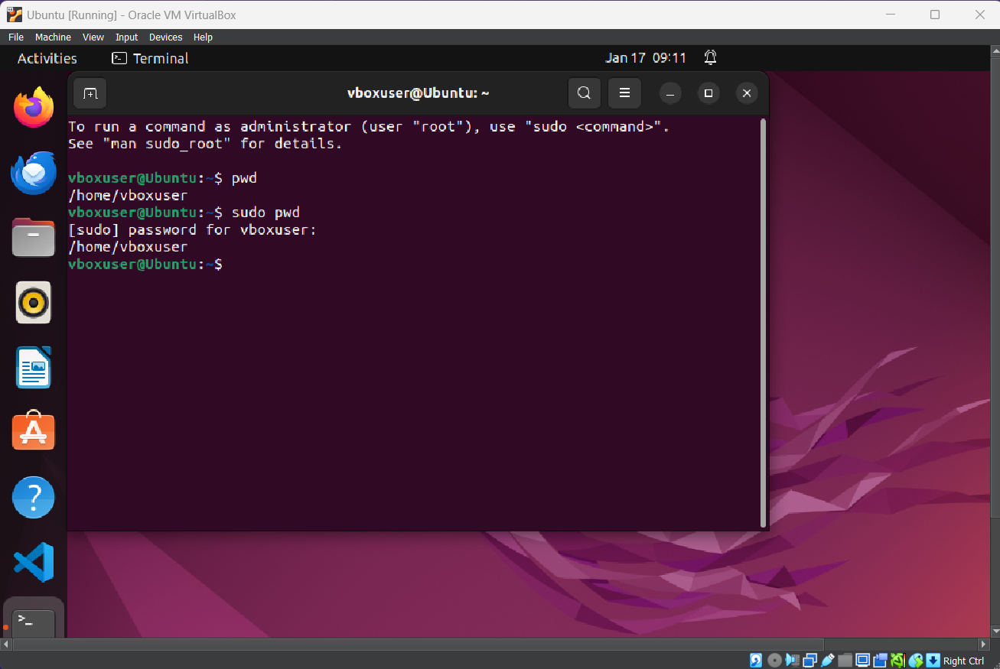 Ubuntu [Running] - Oracle VM VirtualBox
File Machine View Input Devices Help
Activities Terminal Jan 17 09:11
vboxuser@Ubuntu: ~
To run a command as administrator (user "root"), use "sudo <command>".
See "man sudo_root" for details.
vboxuser@Ubuntu:~$ pwd
/home/vboxuser
vboxuser@Ubuntu:~$ sudo pwd
[sudo] password for vboxuser:
/home/vboxuser
vboxuser@Ubuntu:~$
Right Ctrl